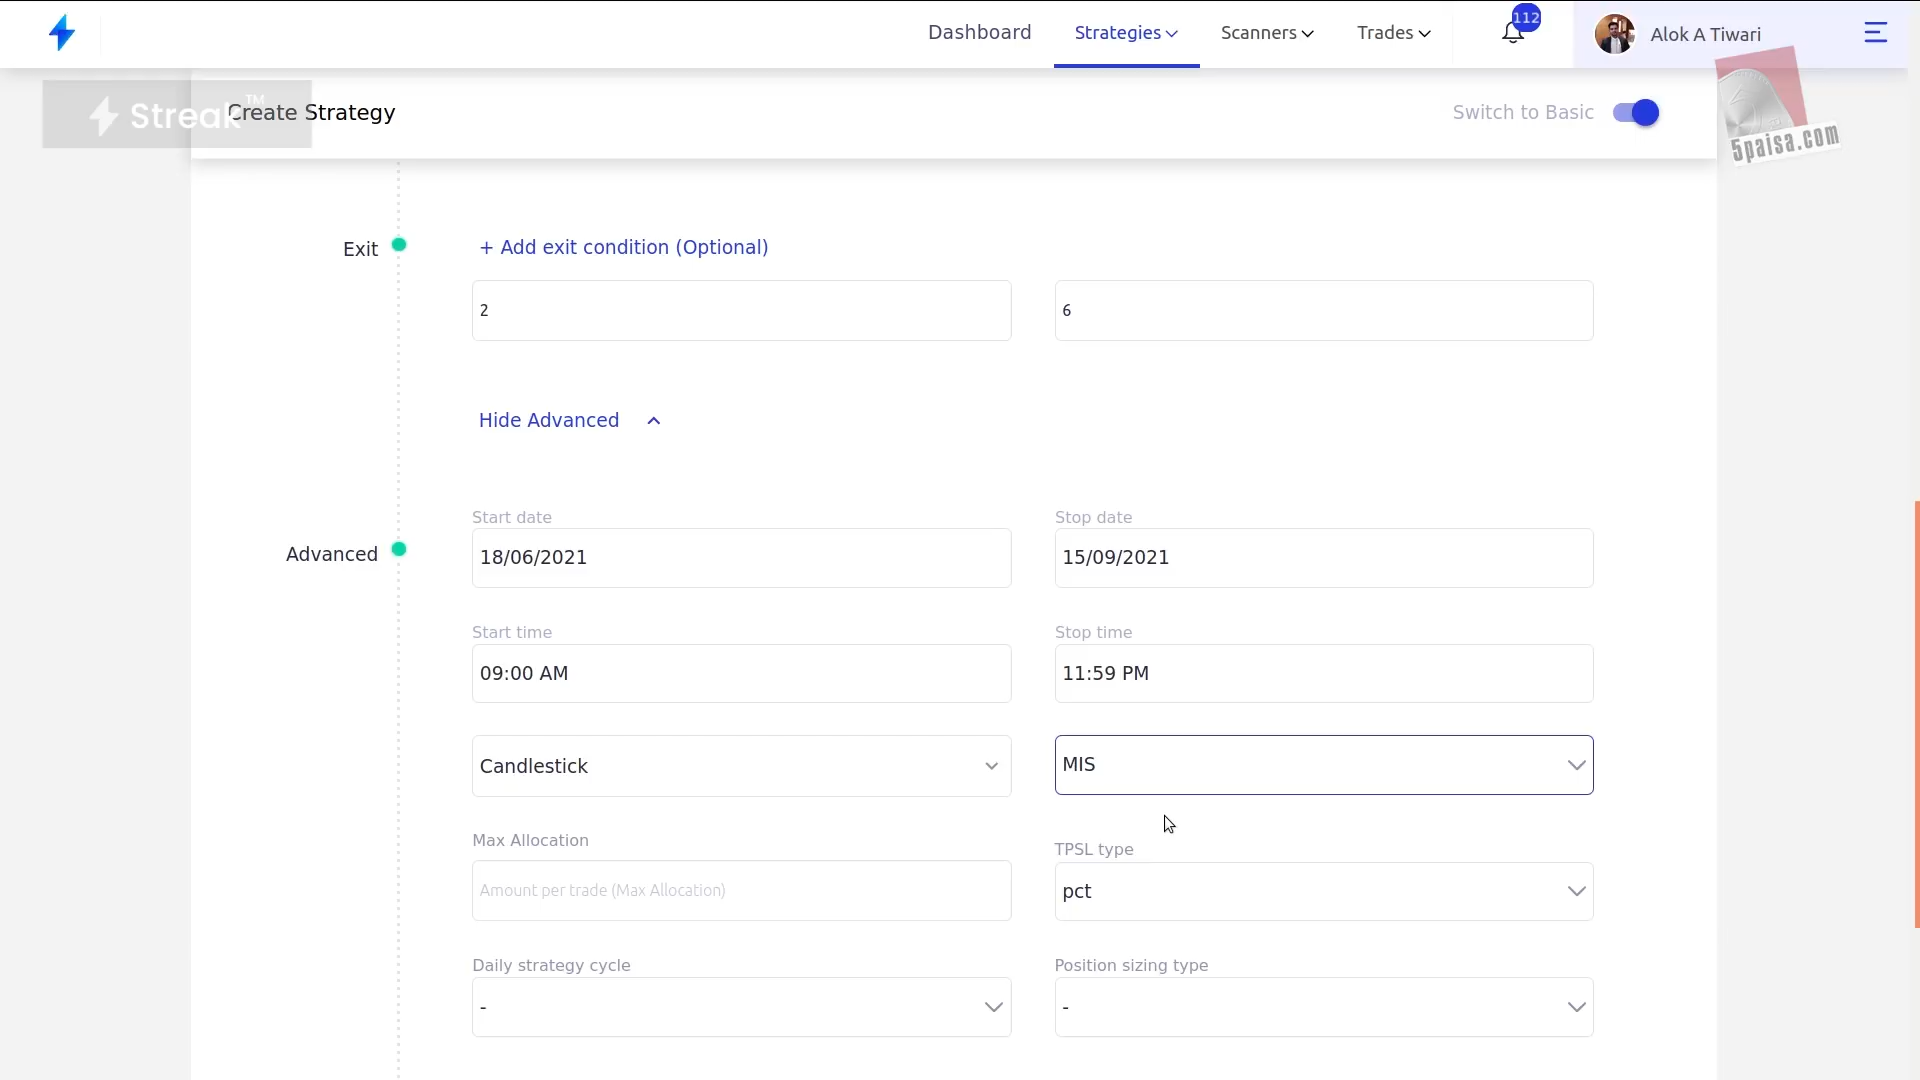 Dashboard
Strategies
Scanners
Trades
112
Alok A Tiwari
Streak™
Create Strategy
Switch to Basic
5paisa.com
Exit
+ Add exit condition (Optional)
2
6
Hide Advanced
Advanced
Start date
Stop date
18/06/2021
15/09/2021
Start time
Stop time
09:00 AM
11:59 PM
Candlestick
MIS
Max Allocation
TPSL type
Amount per trade (Max Allocation)
pct
Daily strategy cycle
Position sizing type
-
-